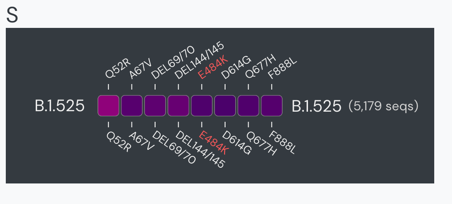 S
Q52R A67V DEL69/70 DEL144/145 E484K D614G Q677H F888L
B.1.525 B.1.525 (5,179 seqs)
Q52R A67V DEL69/70 DEL144/145 E484K D614G Q677H F888L